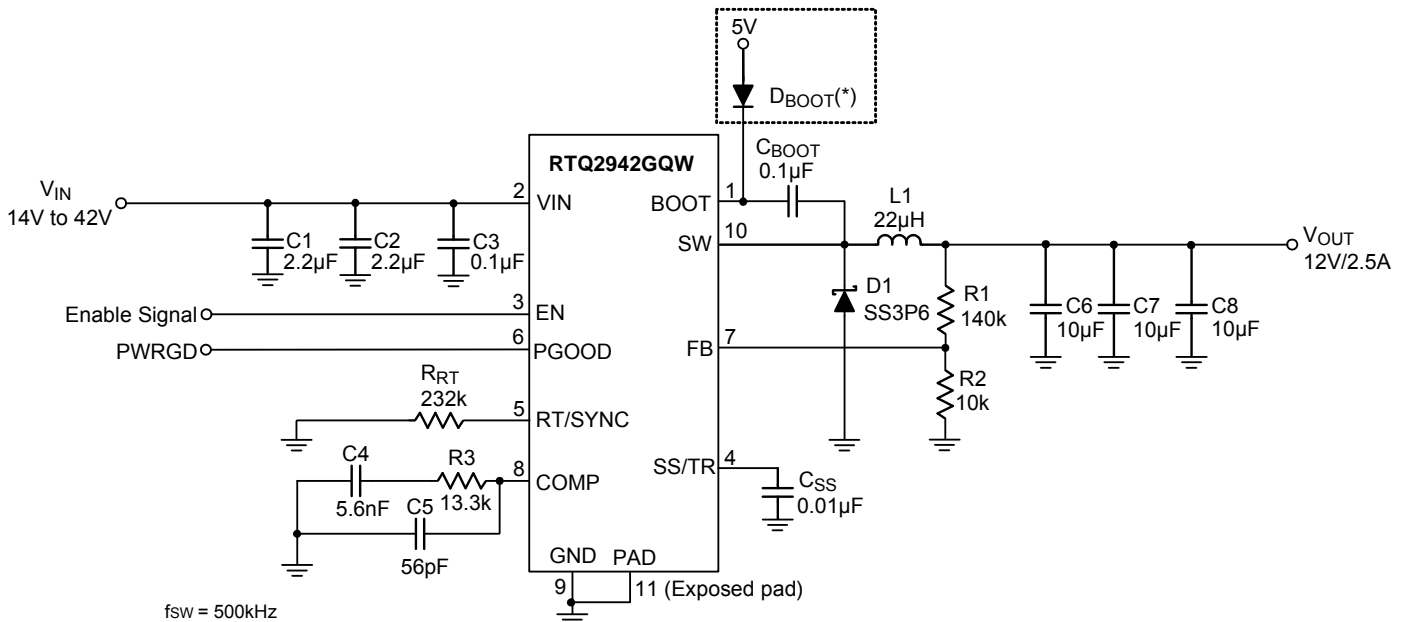 5V
DBOOT(*)
RTQ2942GQW
CBOOT
0.1µF
VIN
14V to 42V
2
VIN
BOOT
1
L1
22µH
SW
10
VOUT
12V/2.5A
C1
2.2µF
C2
2.2µF
C3
0.1µF
D1
SS3P6
R1
140k
C6
10µF
C7
10µF
C8
10µF
Enable Signal
3
EN
PWRGD
6
PGOOD
FB
7
R2
10k
RRT
232k
5
RT/SYNC
C4
5.6nF
R3
13.3k
8
COMP
C5
56pF
SS/TR
4
CSS
0.01µF
GND
PAD
9
11 (Exposed pad)
fSW = 500kHz